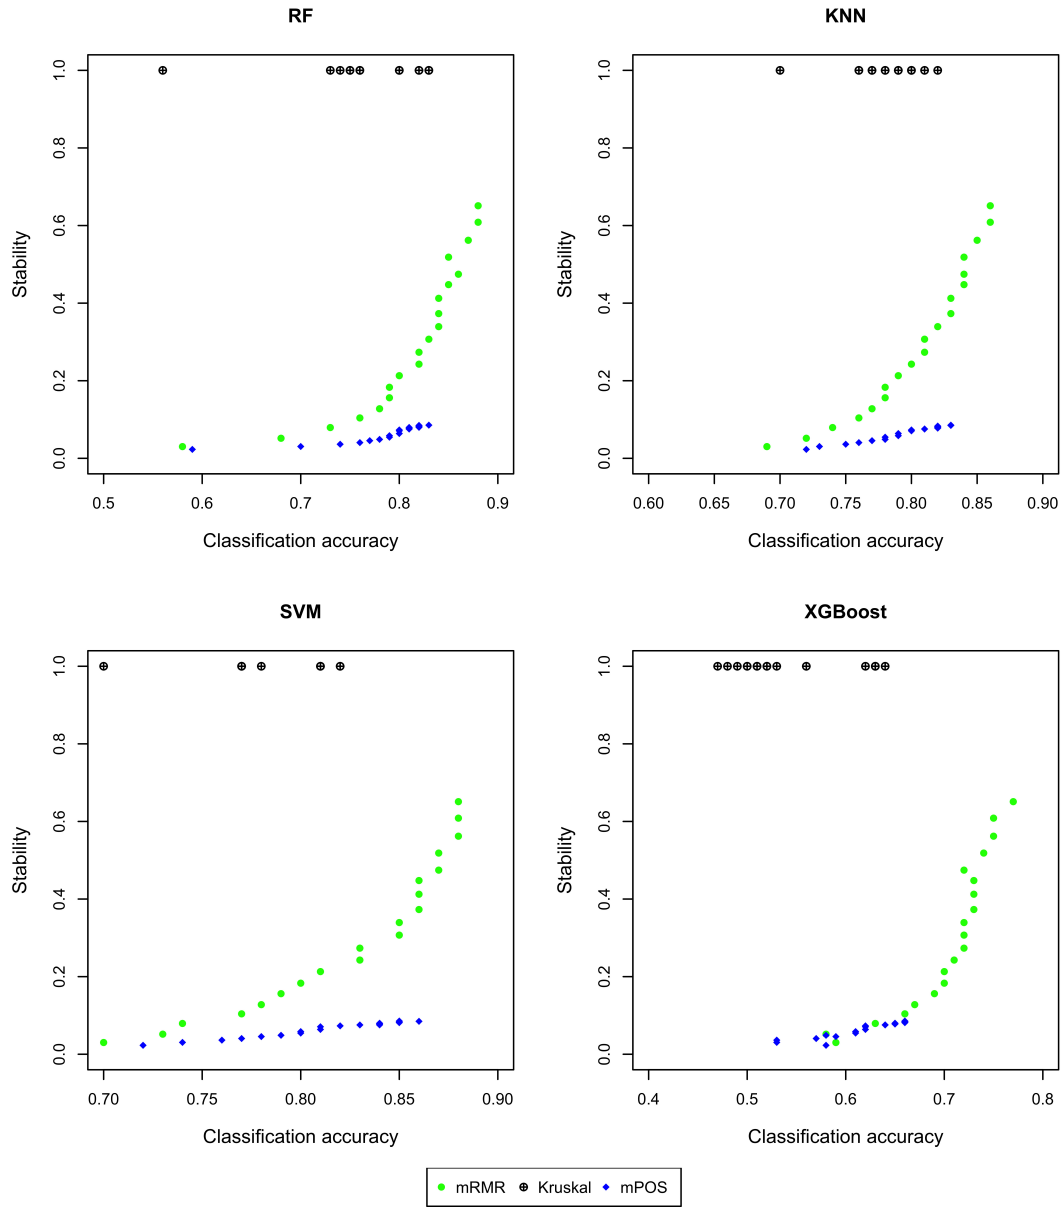 RF
KNN
1.0
0.8
0.6
0.4
0.2
0.0
Stability
0.5 0.6 0.7 0.8 0.9
Classification accuracy
1.0
0.8
0.6
0.4
0.2
0.0
Stability
0.60 0.65 0.70 0.75 0.80 0.85 0.90
Classification accuracy
SVM
XGBoost
1.0
0.8
0.6
0.4
0.2
0.0
Stability
0.70 0.75 0.80 0.85 0.90
Classification accuracy
1.0
0.8
0.6
0.4
0.2
0.0
Stability
0.4 0.5 0.6 0.7 0.8
Classification accuracy
mRMR Kruskal mPOS